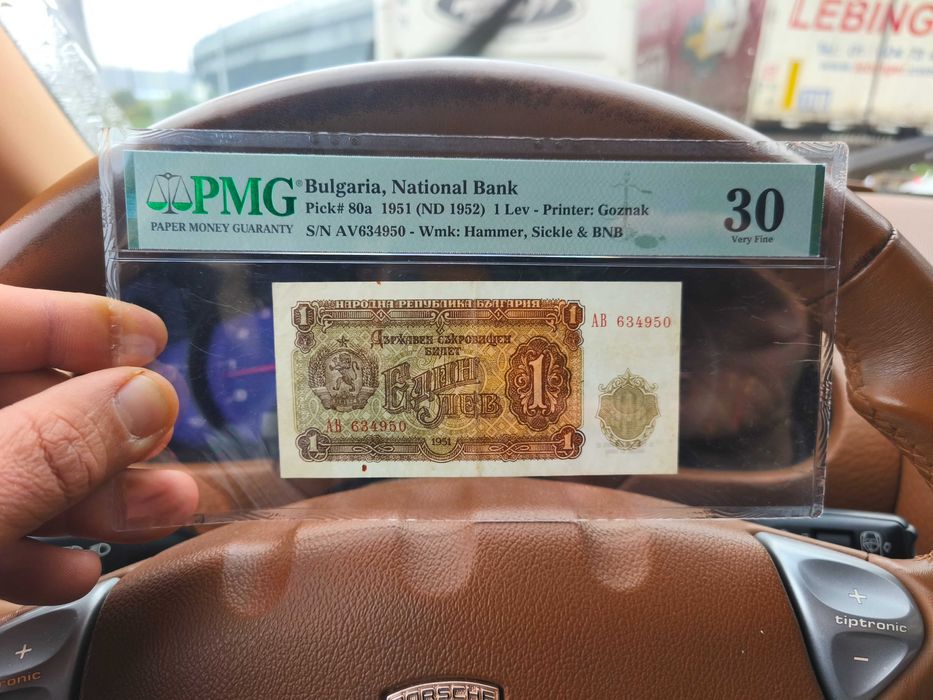 LEBING
PMG®
PAPER MONEY GUARANTY
Bulgaria, National Bank
Pick# 80a 1951 (ND 1952) 1 Lev - Printer: Goznak
S/N AV634950 - Wmk: Hammer, Sickle & BNB
30
Very Fine
1 НАРОДНА РЕПУБЛИКА БЪЛГАРИЯ 1
АВ 634950
ДЪРЖАВЕН СЪКРОВИЩЕН
БИЛЕТ
ЕДИН
ЛЕВ
1
АВ 634950
1 1951 1
+
tiptronic
−
+
onic
PORSCHE